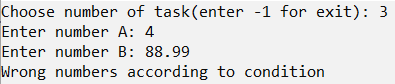 Choose number of task(enter -1 for exit): 3
Enter number A: 4
Enter number B: 88.99
Wrong numbers according to condition